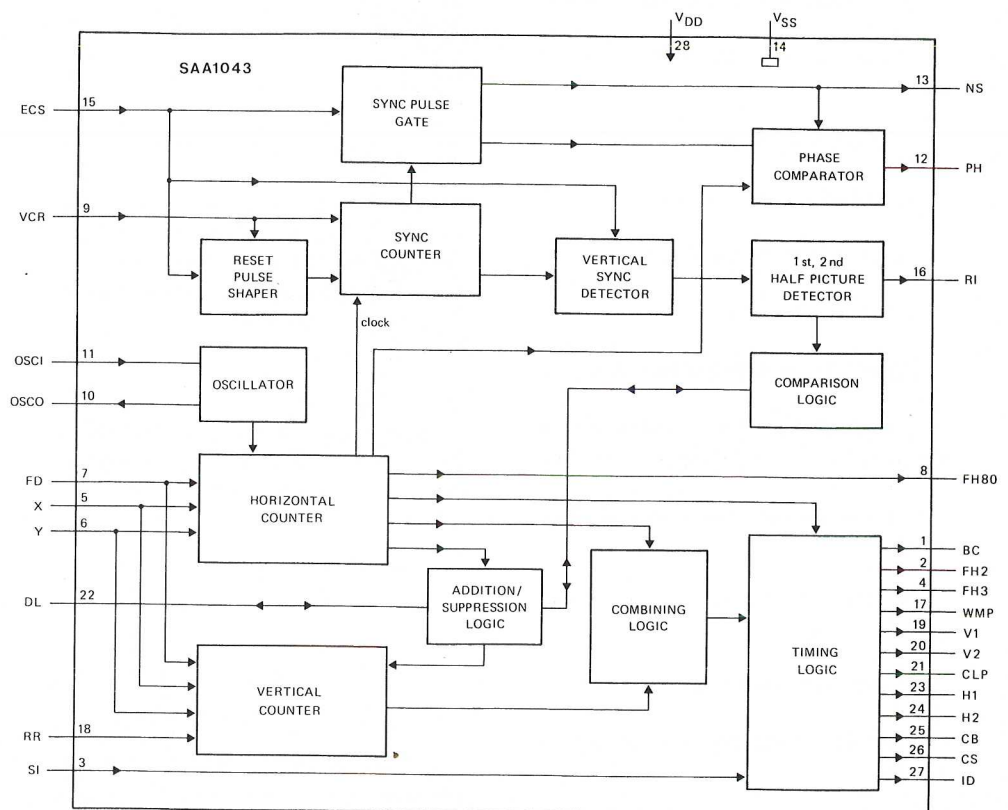 VDD
VSS
28
14
SAA1043
ECS
15
SYNC PULSE
GATE
13
NS
PHASE
COMPARATOR
12
PH
VCR
9
RESET
PULSE
SHAPER
SYNC
COUNTER
VERTICAL
SYNC
DETECTOR
1st, 2nd
HALF PICTURE
DETECTOR
16
RI
clock
OSCI
11
OSCO
10
OSCILLATOR
COMPARISON
LOGIC
FD
7
X
5
Y
6
HORIZONTAL
COUNTER
8
FH80
DL
22
ADDITION/
SUPPRESSION
LOGIC
COMBINING
LOGIC
TIMING
LOGIC
VERTICAL
COUNTER
RR
18
SI
3
1
BC
2
FH2
4
FH3
17
WMP
19
V1
20
V2
21
CLP
23
H1
24
H2
25
CB
26
CS
27
ID